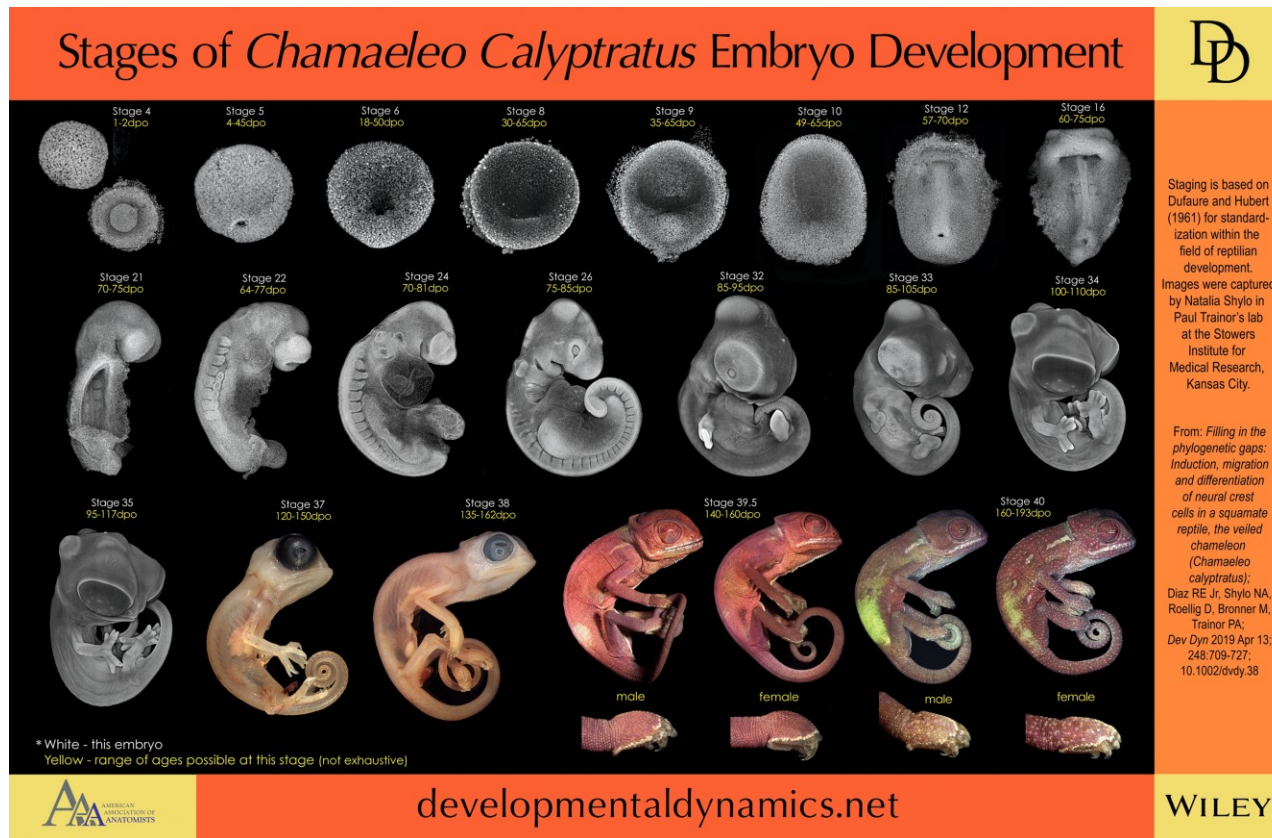 Stages of Chamaeleo Calyptratus Embryo Development
DD
Stage 4
1-2dpo
Stage 5
4-45dpo
Stage 6
18-50dpo
Stage 8
30-65dpo
Stage 9
35-65dpo
Stage 10
49-65dpo
Stage 12
57-70dpo
Stage 16
60-75dpo
Stage 21
70-75dpo
Stage 22
64-77dpo
Stage 24
70-81dpo
Stage 26
75-85dpo
Stage 32
85-95dpo
Stage 33
85-105dpo
Stage 34
100-110dpo
Stage 35
95-117dpo
Stage 37
120-150dpo
Stage 38
135-162dpo
Stage 39.5
140-160dpo
Stage 40
160-193dpo
male
female
male
female
* White - this embryo
Yellow - range of ages possible at this stage (not exhaustive)
Staging is based on
Dufaure and Hubert
(1961) for standard-
ization within the
field of reptilian
development.
Images were captured
by Natalia Shylo in
Paul Trainor's lab
at the Stowers
Institute for
Medical Research,
Kansas City.
From: Filling in the
phylogenetic gaps:
Induction, migration
and differentiation
of neural crest
cells in a squamate
reptile, the veiled
chameleon
(Chamaeleo
calyptratus);
Diaz RE Jr, Shylo NA,
Roellig D, Bronner M,
Trainor PA;
Dev Dyn 2019 Apr 13;
248:709-727;
10.1002/dvdy.38
AAA
AMERICAN
ASSOCIATION OF
ANATOMISTS
developmentaldynamics.net
WILEY